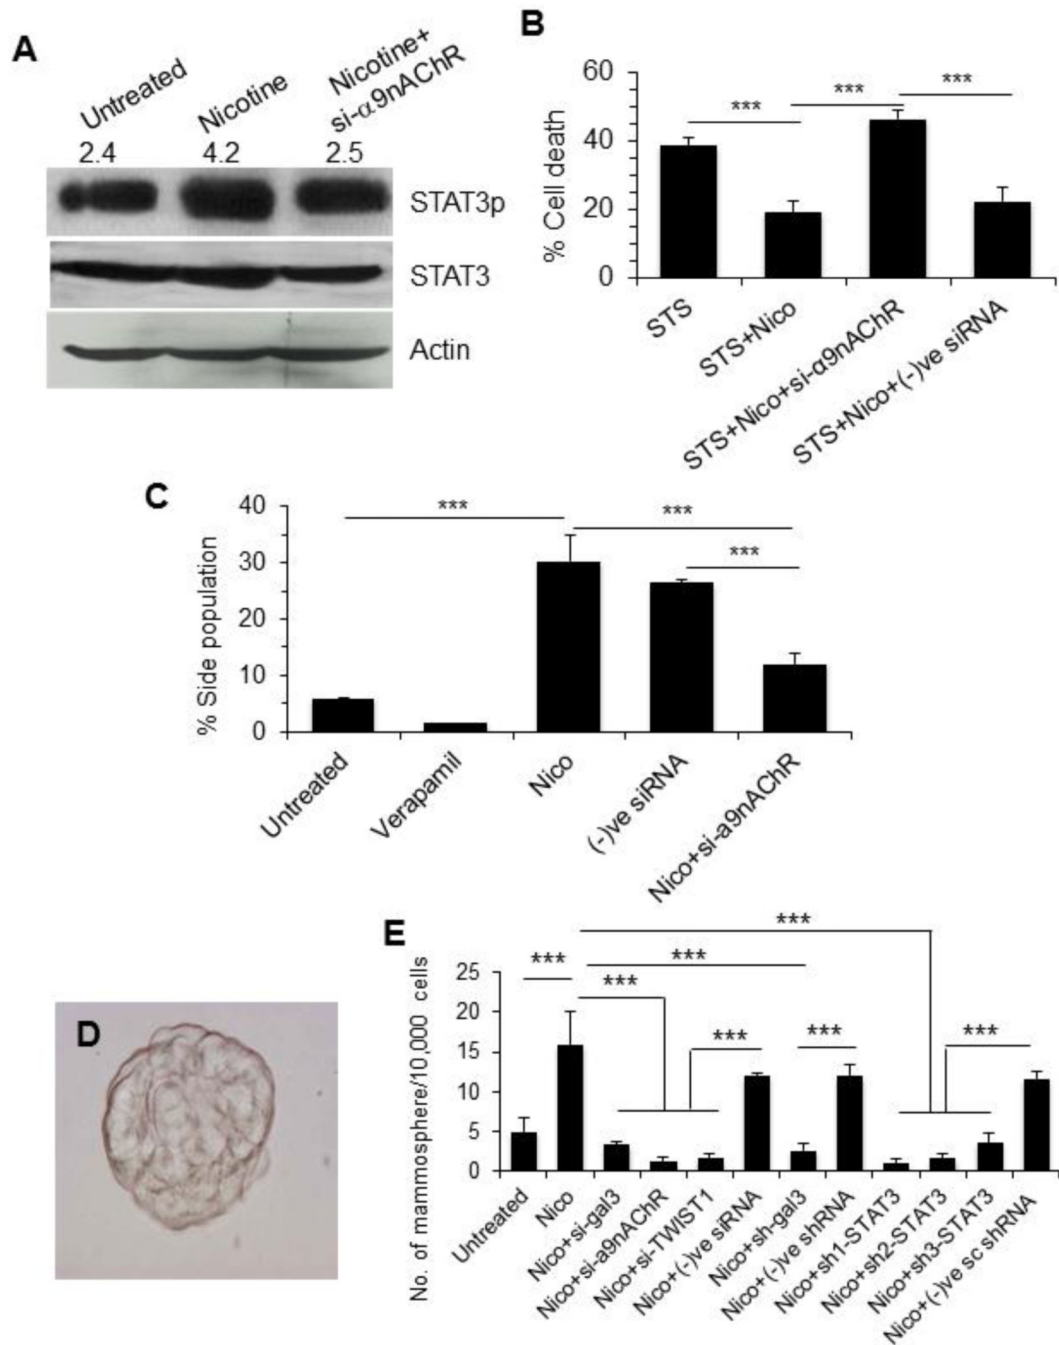 A
Untreated
Nicotine
Nicotine+
si-α9nAChR
2.4
4.2
2.5
STAT3p
STAT3
Actin
B
% Cell death
60
40
20
0
***
***
***
STS
STS+Nico
STS+Nico+si-α9nAChR
STS+Nico+(-)ve siRNA
C
% Side population
40
30
20
10
0
***
***
***
Untreated
Verapamil
Nico
(-)ve siRNA
Nico+si-a9nAChR
D
E
No. of mammosphere/10,000 cells
25
20
15
10
5
0
***
***
***
***
***
***
***
Untreated
Nico
Nico+si-gal3
Nico+si-a9nAChR
Nico+si-TWIST1
Nico+(-)ve siRNA
Nico+sh-gal3
Nico+(-)ve shRNA
Nico+sh1-STAT3
Nico+sh2-STAT3
Nico+sh3-STAT3
Nico+(-)ve sc shRNA